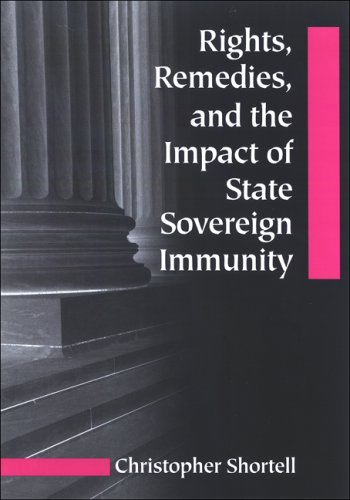 Rights,
Remedies,
and the
Impact of
State
Sovereign
Immunity
Christopher Shortell